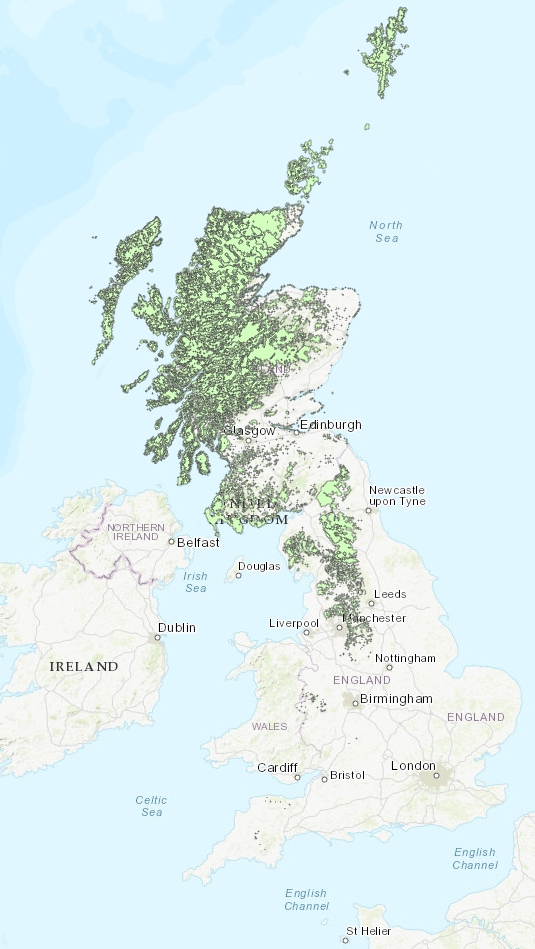 North
Sea
LAND
Glasgow
Edinburgh
Newcastle
upon Tyne
NORTHERN
IRELAND
Belfast
Irish
Sea
Douglas
Leeds
Manchester
Liverpool
Dublin
IRELAND
Nottingham
ENGLAND
Birmingham
WALES
ENGLAND
Cardiff
Bristol
London
Celtic
Sea
English
Channel
English
Channel
St Helier